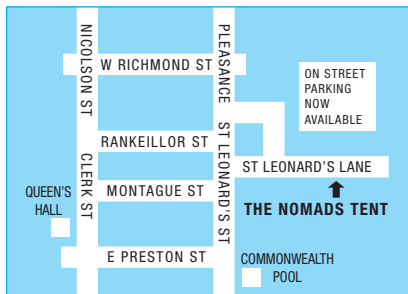 NICOLSON ST
PLEASANCE
W RICHMOND ST
ON STREET
PARKING
NOW
AVAILABLE
RANKEILLOR ST
ST LEONARD'S ST
CLERK ST
ST LEONARD'S LANE
QUEEN'S
HALL
MONTAGUE ST
THE NOMADS TENT
E PRESTON ST
COMMONWEALTH
POOL